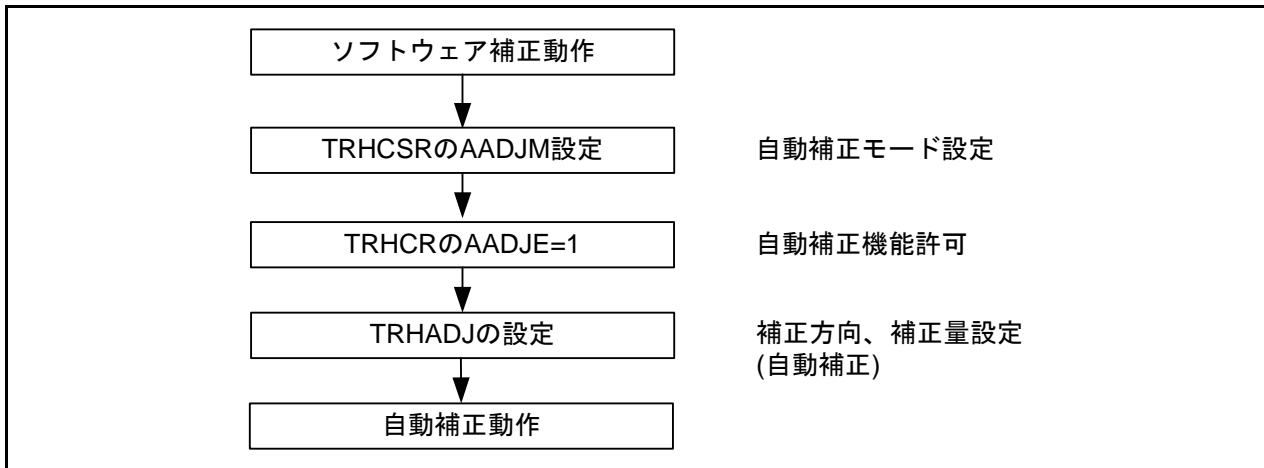 ソフトウェア補正動作
TRHCSRのAADJM設定
自動補正モード設定
TRHCRのAADJE=1
自動補正機能許可
TRHADJの設定
補正方向、補正量設定
(自動補正)
自動補正動作